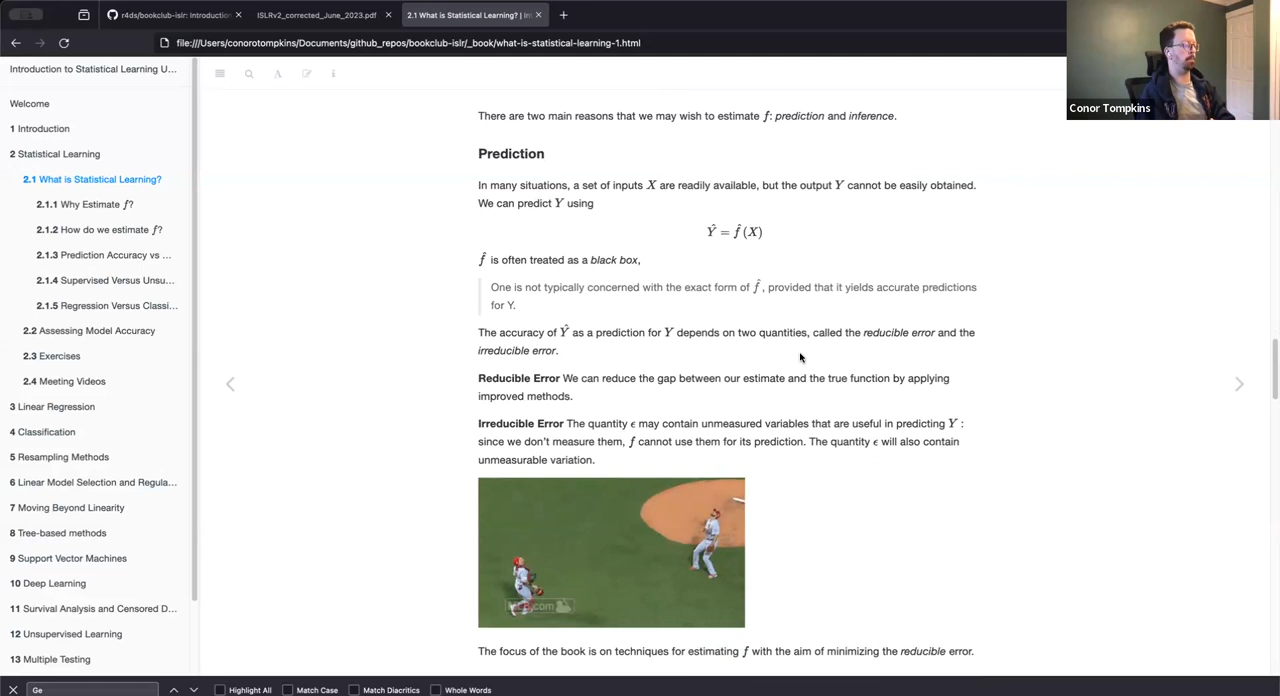 r4ds/bookclub-islr: Introduction
ISLRv2_corrected_June_2023.pdf
2.1 What is Statistical Learning? | In
file:///Users/conorotompkins/Documents/github_repos/bookclub-islr/_book/what-is-statistical-learning-1.html
Conor Tompkins
Introduction to Statistical Learning U...
Welcome
1 Introduction
2 Statistical Learning
2.1 What is Statistical Learning?
2.1.1 Why Estimate f?
2.1.2 How do we estimate f?
2.1.3 Prediction Accuracy vs ...
2.1.4 Supervised Versus Unsu...
2.1.5 Regression Versus Classi...
2.2 Assessing Model Accuracy
2.3 Exercises
2.4 Meeting Videos
3 Linear Regression
4 Classification
5 Resampling Methods
6 Linear Model Selection and Regula...
7 Moving Beyond Linearity
8 Tree-based methods
9 Support Vector Machines
10 Deep Learning
11 Survival Analysis and Censored D...
12 Unsupervised Learning
13 Multiple Testing
There are two main reasons that we may wish to estimate f: prediction and inference.
Prediction
In many situations, a set of inputs X are readily available, but the output Y cannot be easily obtained.
We can predict Y using
Ŷ = f̂ (X)
f̂ is often treated as a black box,
One is not typically concerned with the exact form of f̂ , provided that it yields accurate predictions
for Y.
The accuracy of Ŷ as a prediction for Y depends on two quantities, called the reducible error and the
irreducible error.
Reducible Error We can reduce the gap between our estimate and the true function by applying
improved methods.
Irreducible Error The quantity ϵ may contain unmeasured variables that are useful in predicting Y :
since we don't measure them, f cannot use them for its prediction. The quantity ϵ will also contain
unmeasurable variation.
MLB.com
The focus of the book is on techniques for estimating f with the aim of minimizing the reducible error.
Ge
Highlight All
Match Case
Match Diacritics
Whole Words